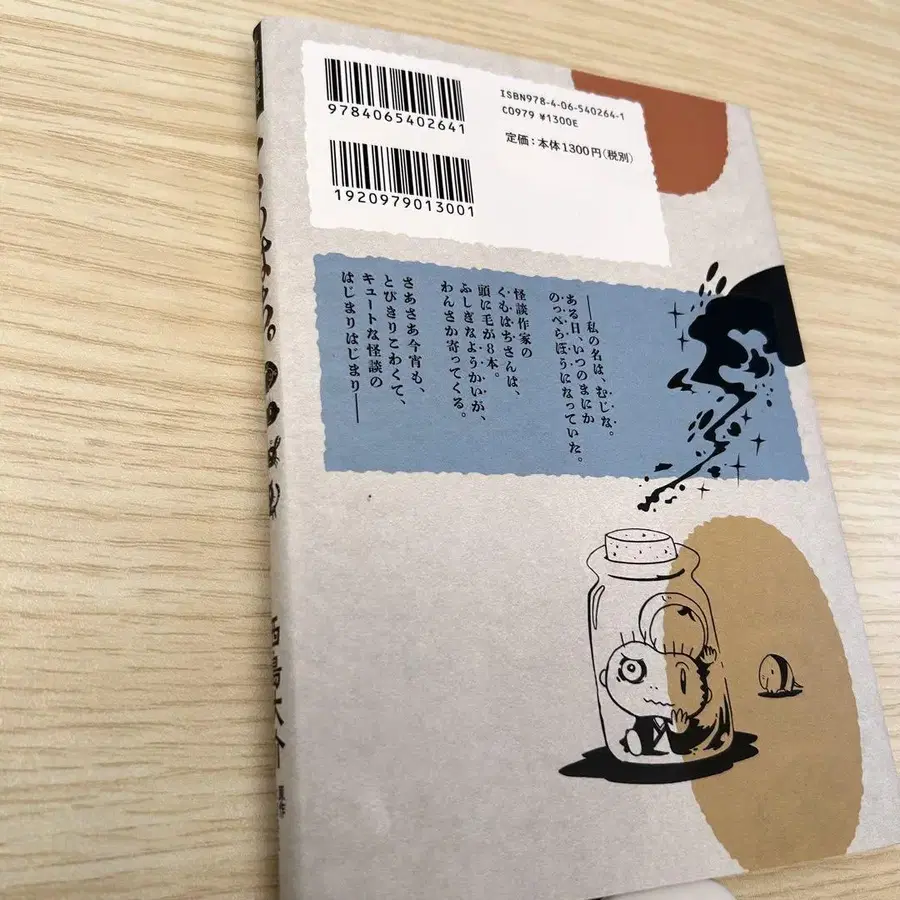 9784065402641
ISBN978-4-06-540264-1
C0979 ¥1300E
定価：本体1300円（税別）
1920979013001
──私の名は、むじな。
ある日、いつのまにか
のっぺらぼうになっていた。
怪談作家の
くもはちさんは、
頭に毛が8本。
ふしぎなようかいが、
わんさか寄ってくる。
さあさあ今宵も、
とびきりこわくて、
キュートな怪談の
はじまりはじまり──
西島大介
原作